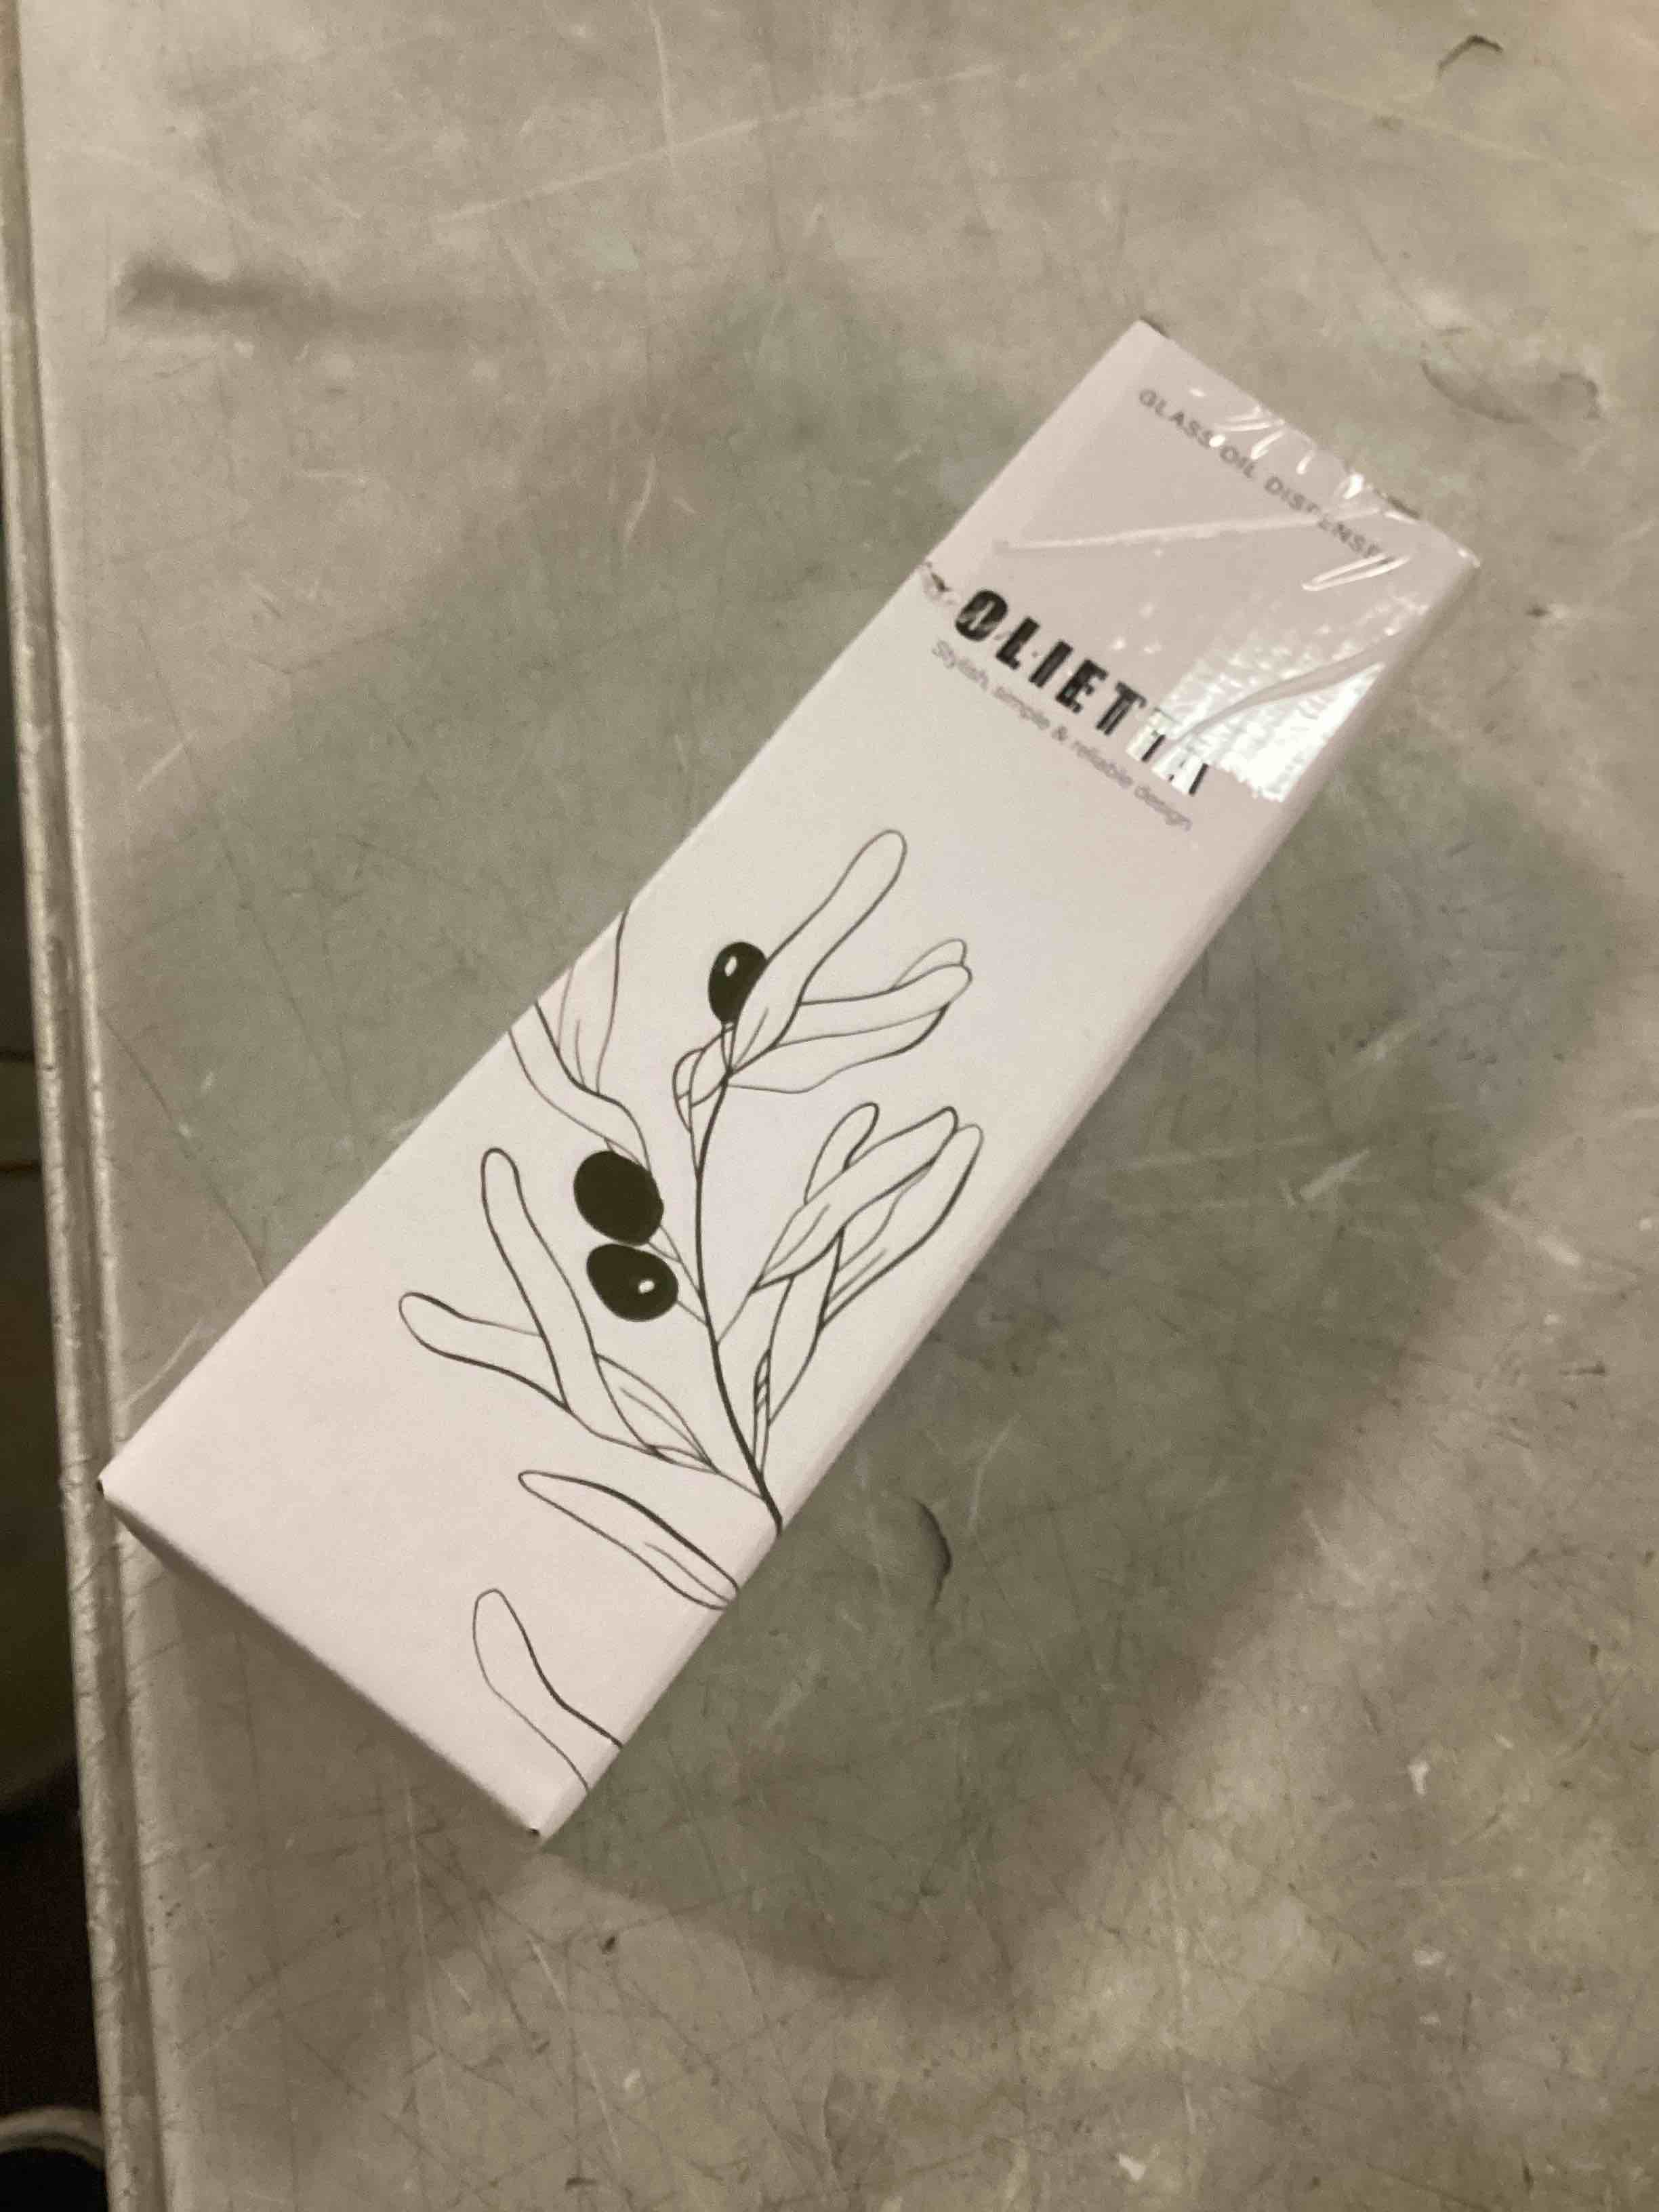 GLASS OIL DISPENSER
OLIETTA
Stylish, simple & reliable design